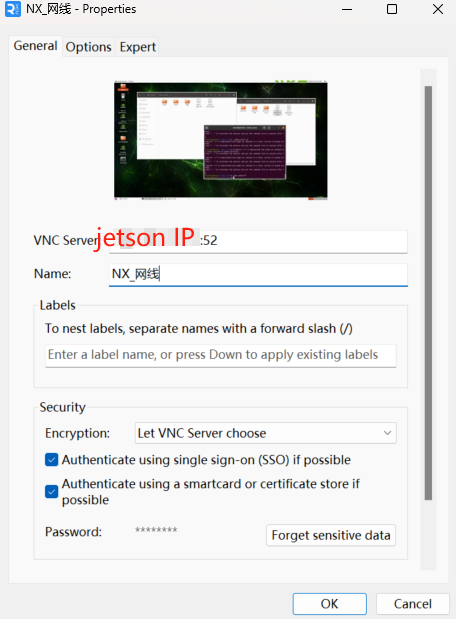 NX_网线 - Properties
General Options Expert
VNC Server jetson IP :52
Name: NX_网线
Labels
To nest labels, separate names with a forward slash (/)
Enter a label name, or press Down to apply existing labels
Security
Encryption: Let VNC Server choose
Authenticate using single sign-on (SSO) if possible
Authenticate using a smartcard or certificate store if
possible
Password: ********
Forget sensitive data
OK Cancel